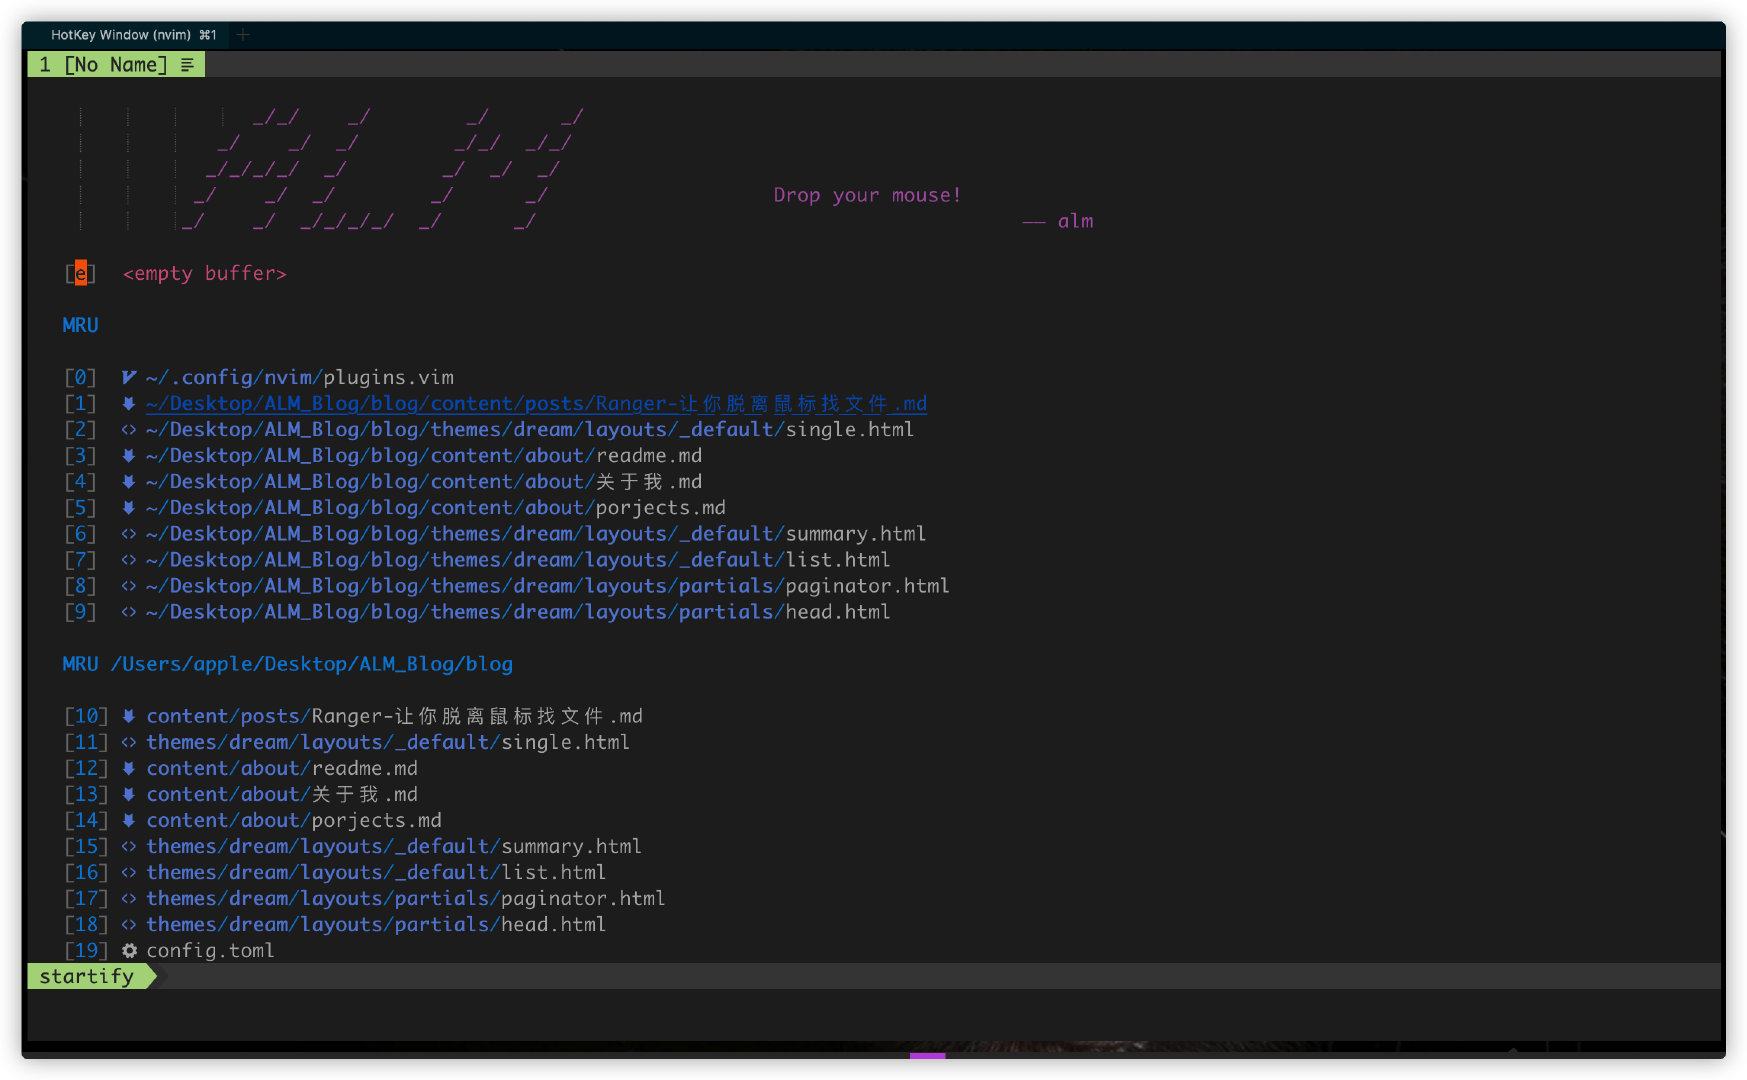 HotKey Window (nvim) ⌘1 +
1 [No Name]
_/_/    _/        _/      _/
_/    _/  _/        _/_/  _/_/
_/_/_/_/  _/        _/  _/  _/
_/    _/  _/        _/      _/ Drop your mouse!
_/    _/  _/_/_/_/  _/      _/ —— alm
[e] <empty buffer>
MRU
[0] ~/.config/nvim/plugins.vim
[1] ~/Desktop/ALM_Blog/blog/content/posts/Ranger-让你脱离鼠标找文件.md
[2] <> ~/Desktop/ALM_Blog/blog/themes/dream/layouts/_default/single.html
[3] ~/Desktop/ALM_Blog/blog/content/about/readme.md
[4] ~/Desktop/ALM_Blog/blog/content/about/关于我.md
[5] ~/Desktop/ALM_Blog/blog/content/about/porjects.md
[6] <> ~/Desktop/ALM_Blog/blog/themes/dream/layouts/_default/summary.html
[7] <> ~/Desktop/ALM_Blog/blog/themes/dream/layouts/_default/list.html
[8] <> ~/Desktop/ALM_Blog/blog/themes/dream/layouts/partials/paginator.html
[9] <> ~/Desktop/ALM_Blog/blog/themes/dream/layouts/partials/head.html
MRU /Users/apple/Desktop/ALM_Blog/blog
[10] content/posts/Ranger-让你脱离鼠标找文件.md
[11] <> themes/dream/layouts/_default/single.html
[12] content/about/readme.md
[13] content/about/关于我.md
[14] content/about/porjects.md
[15] <> themes/dream/layouts/_default/summary.html
[16] <> themes/dream/layouts/_default/list.html
[17] <> themes/dream/layouts/partials/paginator.html
[18] <> themes/dream/layouts/partials/head.html
[19] config.toml
startify